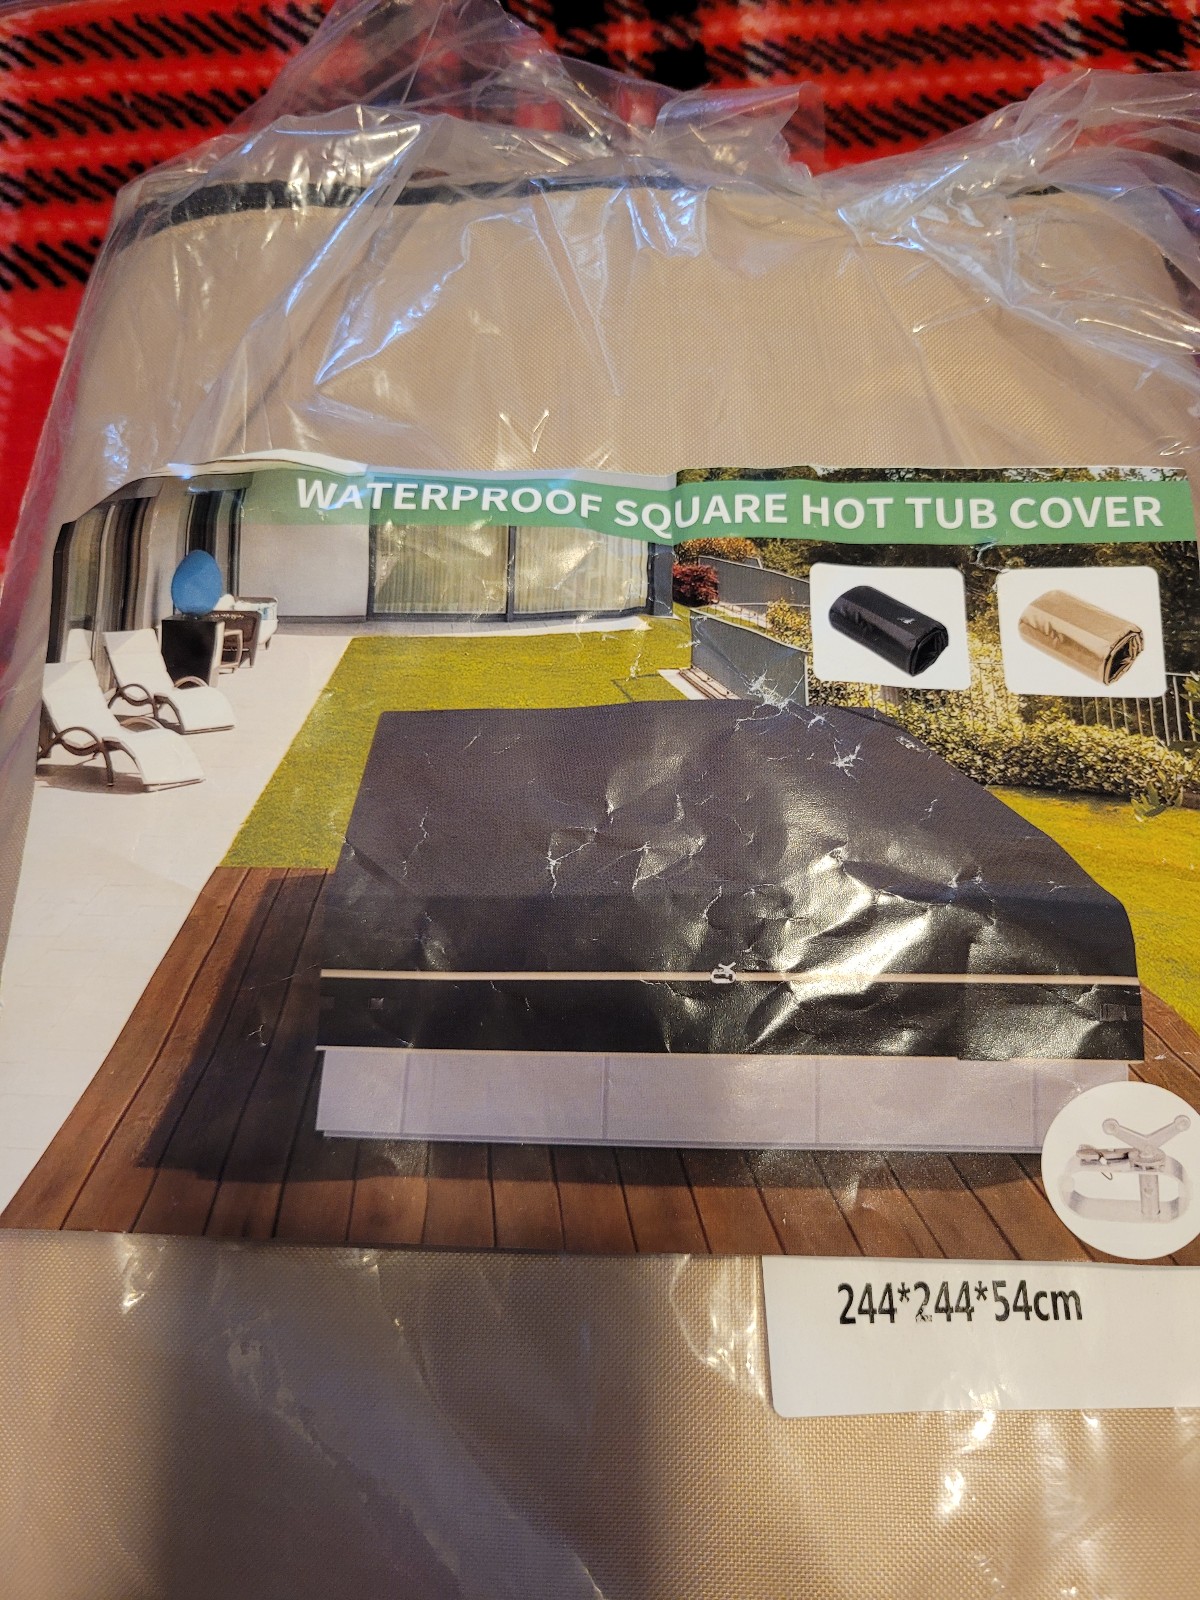 WATERPROOF SQUARE HOT TUB COVER
244*244*54cm